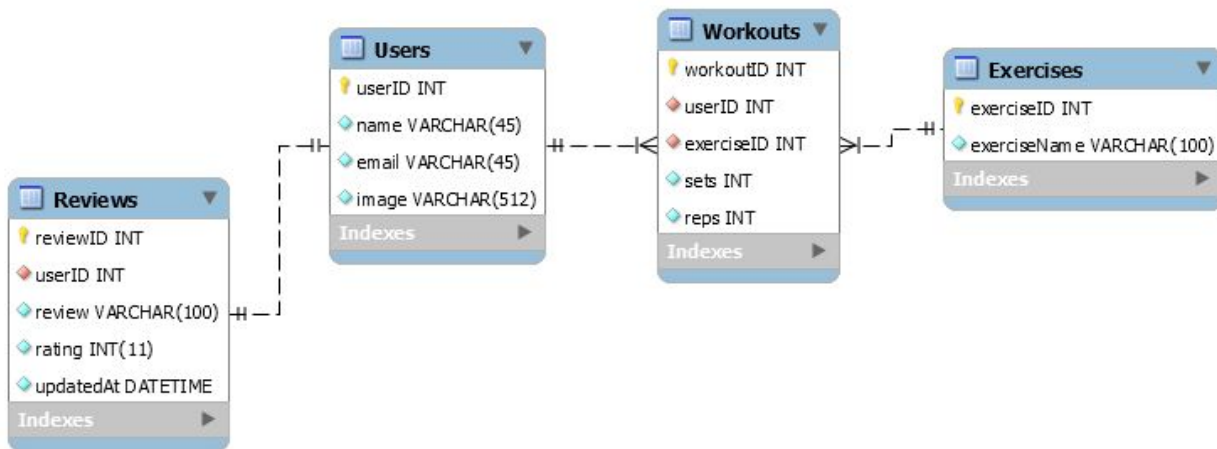 Reviews
reviewID INT
userID INT
review VARCHAR(100)
rating INT(11)
updatedAt DATETIME
Indexes
Users
userID INT
name VARCHAR(45)
email VARCHAR(45)
image VARCHAR(512)
Indexes
Workouts
workoutID INT
userID INT
exerciseID INT
sets INT
reps INT
Indexes
Exercises
exerciseID INT
exerciseName VARCHAR(100)
Indexes